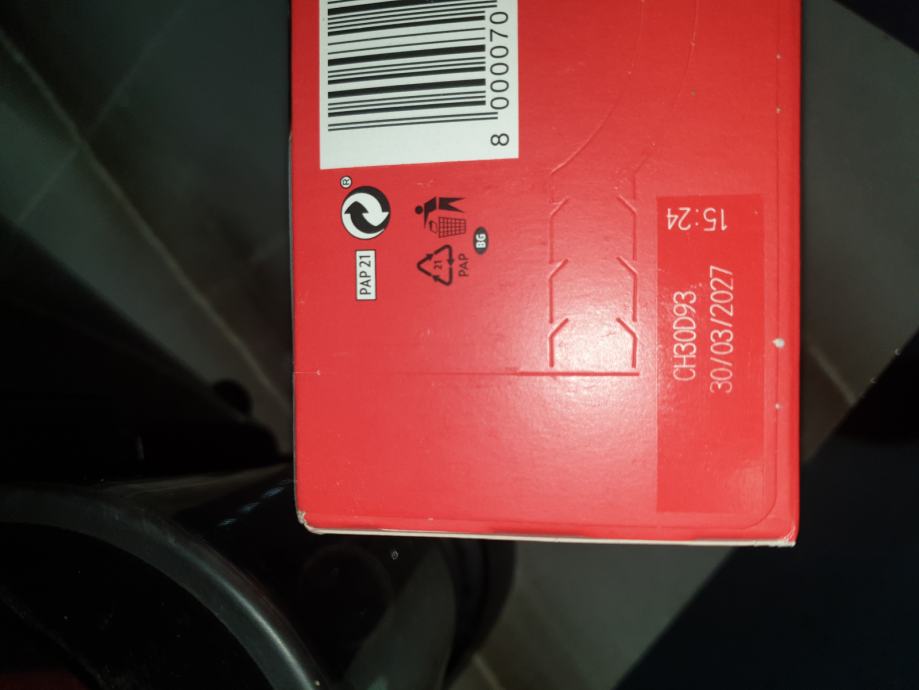 8 000070
®
PAP 21
21
PAP
BG
15:24
CH30D93
30/03/2027